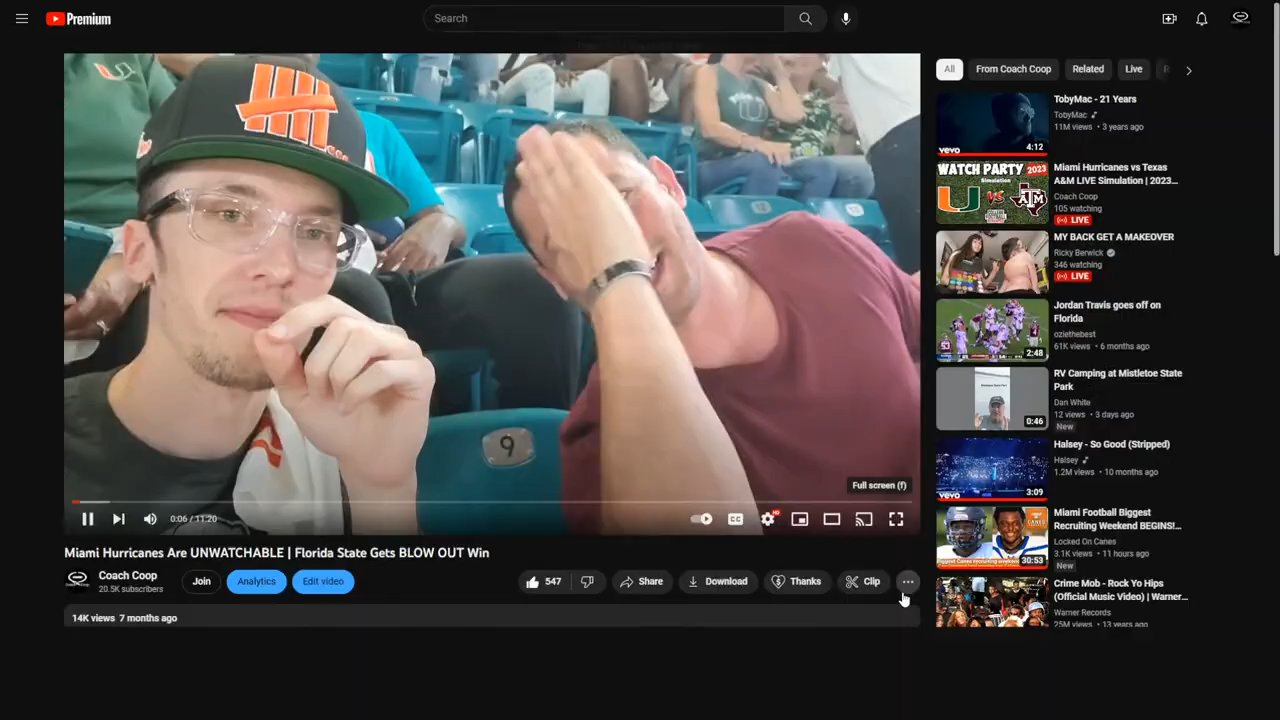 Premium
Search
All
From Coach Coop
Related
Live
9
Full screen (f)
0:06 / 11:20
HD
Miami Hurricanes Are UNWATCHABLE | Florida State Gets BLOW OUT Win
Coach Coop
20.5K subscribers
Join
Analytics
Edit video
547
Share
Download
Thanks
Clip
14K views 7 months ago
vevo
4:12
TobyMac - 21 Years
TobyMac
11M views • 3 years ago
WATCH PARTY 2023
Simulation
VS
Miami Hurricanes vs Texas
A&M LIVE Simulation | 2023...
Coach Coop
105 watching
LIVE
MY BACK GET A MAKEOVER
Ricky Berwick
346 watching
LIVE
2:48
Jordan Travis goes off on
Florida
oziethebest
61K views • 6 months ago
0:46
RV Camping at Mistletoe State
Park
Dan White
12 views • 3 days ago
New
vevo
3:09
Halsey - So Good (Stripped)
Halsey
1.2M views • 10 months ago
30:53
Miami Football Biggest
Recruiting Weekend BEGINS!...
Locked On Canes
3.1K views • 11 hours ago
New
Crime Mob - Rock Yo Hips
(Official Music Video) | Warner...
Warner Records
25M views • 13 years ago